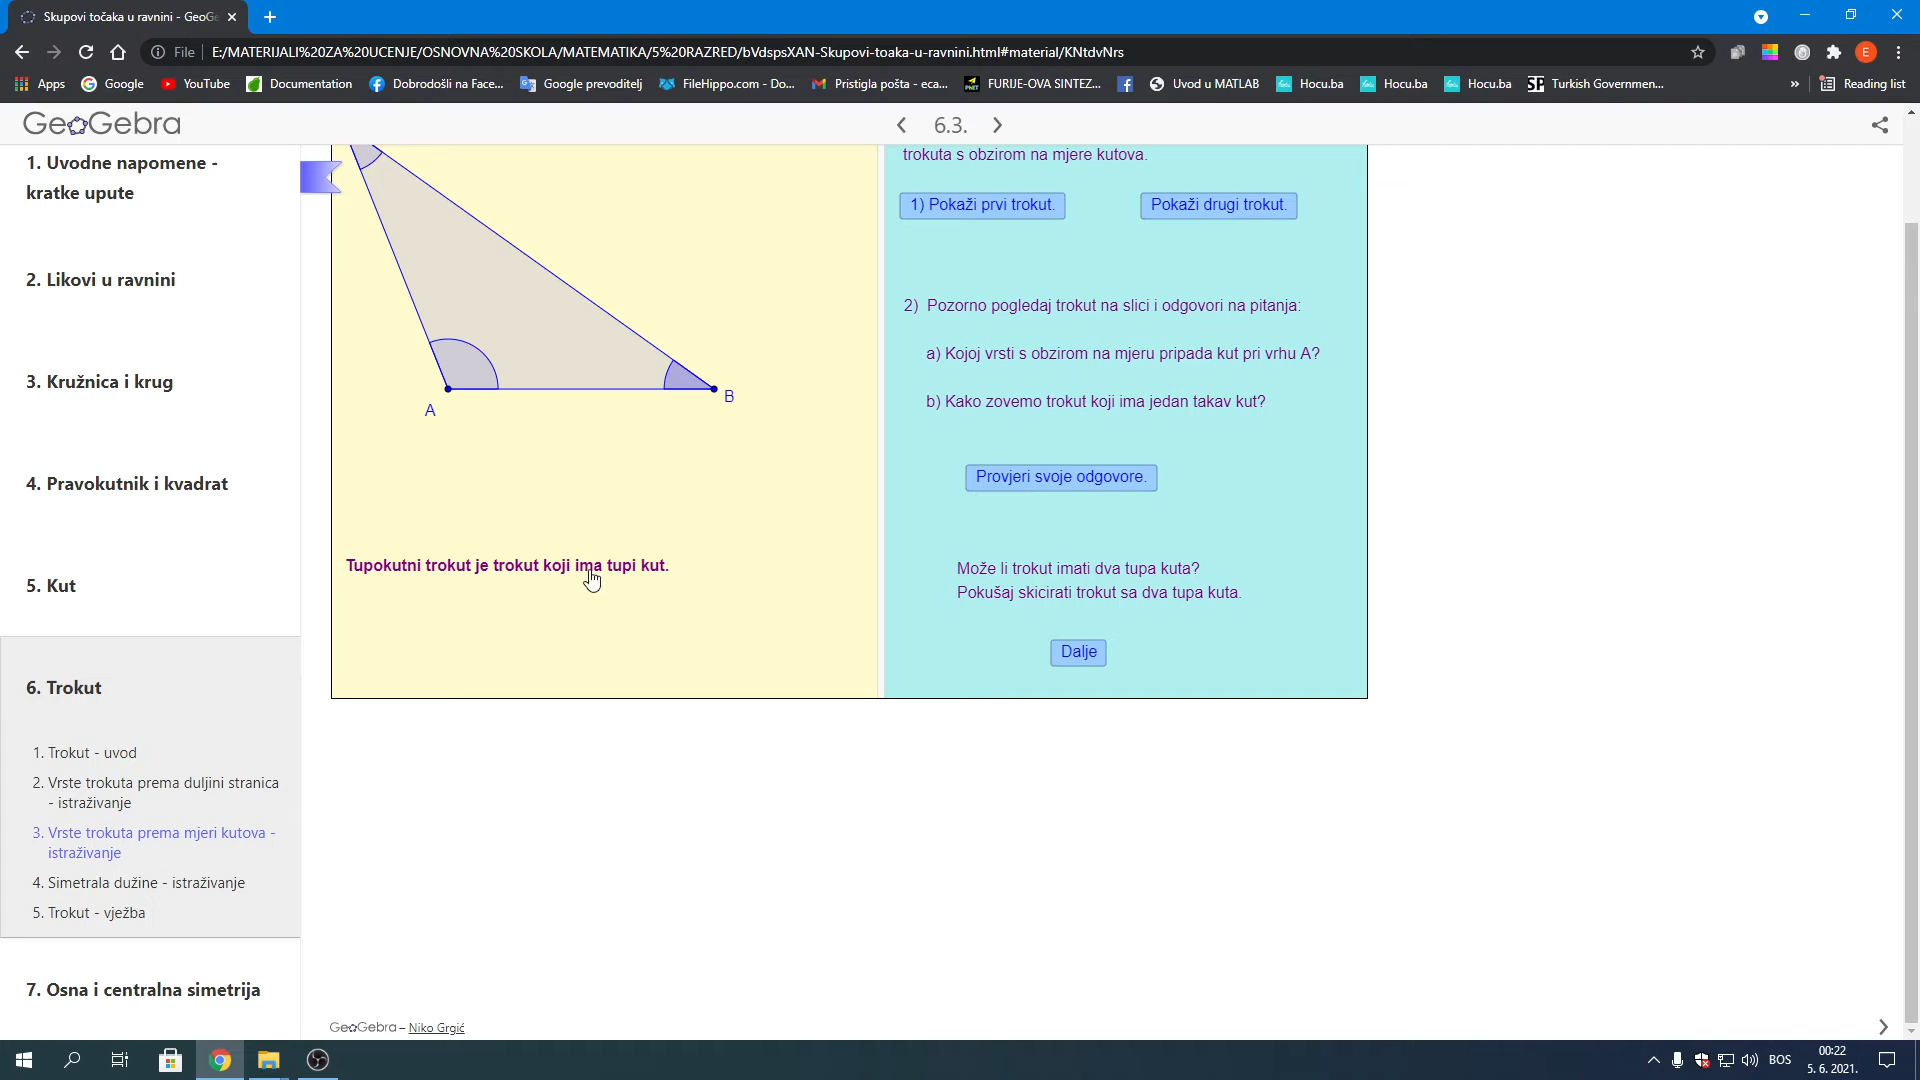 Skupovi točaka u ravnini - GeoGe
File
E:/MATERIJALI%20ZA%20UCENJE/OSNOVNA%20SKOLA/MATEMATIKA/5%20RAZRED/bVdspsXAN-Skupovi-toaka-u-ravnini.html#material/KNtdvNrs
E
Apps
Google
YouTube
Documentation
Dobrodošli na Face...
Google prevoditelj
FileHippo.com - Do...
Pristigla pošta - eca...
FURIJE-OVA SINTEZ...
Uvod u MATLAB
Hocu.ba
Hocu.ba
Hocu.ba
Turkish Governmen...
»
Reading list
GeoGebra
6.3.
1. Uvodne napomene -
kratke upute
2. Likovi u ravnini
3. Kružnica i krug
4. Pravokutnik i kvadrat
5. Kut
6. Trokut
1. Trokut - uvod
2. Vrste trokuta prema duljini stranica
- istraživanje
3. Vrste trokuta prema mjeri kutova -
istraživanje
4. Simetrala dužine - istraživanje
5. Trokut - vježba
7. Osna i centralna simetrija
A
B
Tupokutni trokut je trokut koji ima tupi kut.
trokuta s obzirom na mjere kutova.
1) Pokaži prvi trokut.
Pokaži drugi trokut.
2) Pozorno pogledaj trokut na slici i odgovori na pitanja:
a) Kojoj vrsti s obzirom na mjeru pripada kut pri vrhu A?
b) Kako zovemo trokut koji ima jedan takav kut?
Provjeri svoje odgovore.
Može li trokut imati dva tupa kuta?
Pokušaj skicirati trokut sa dva tupa kuta.
Dalje
GeoGebra – Niko Grgić
BOS
00:22
5. 6. 2021.